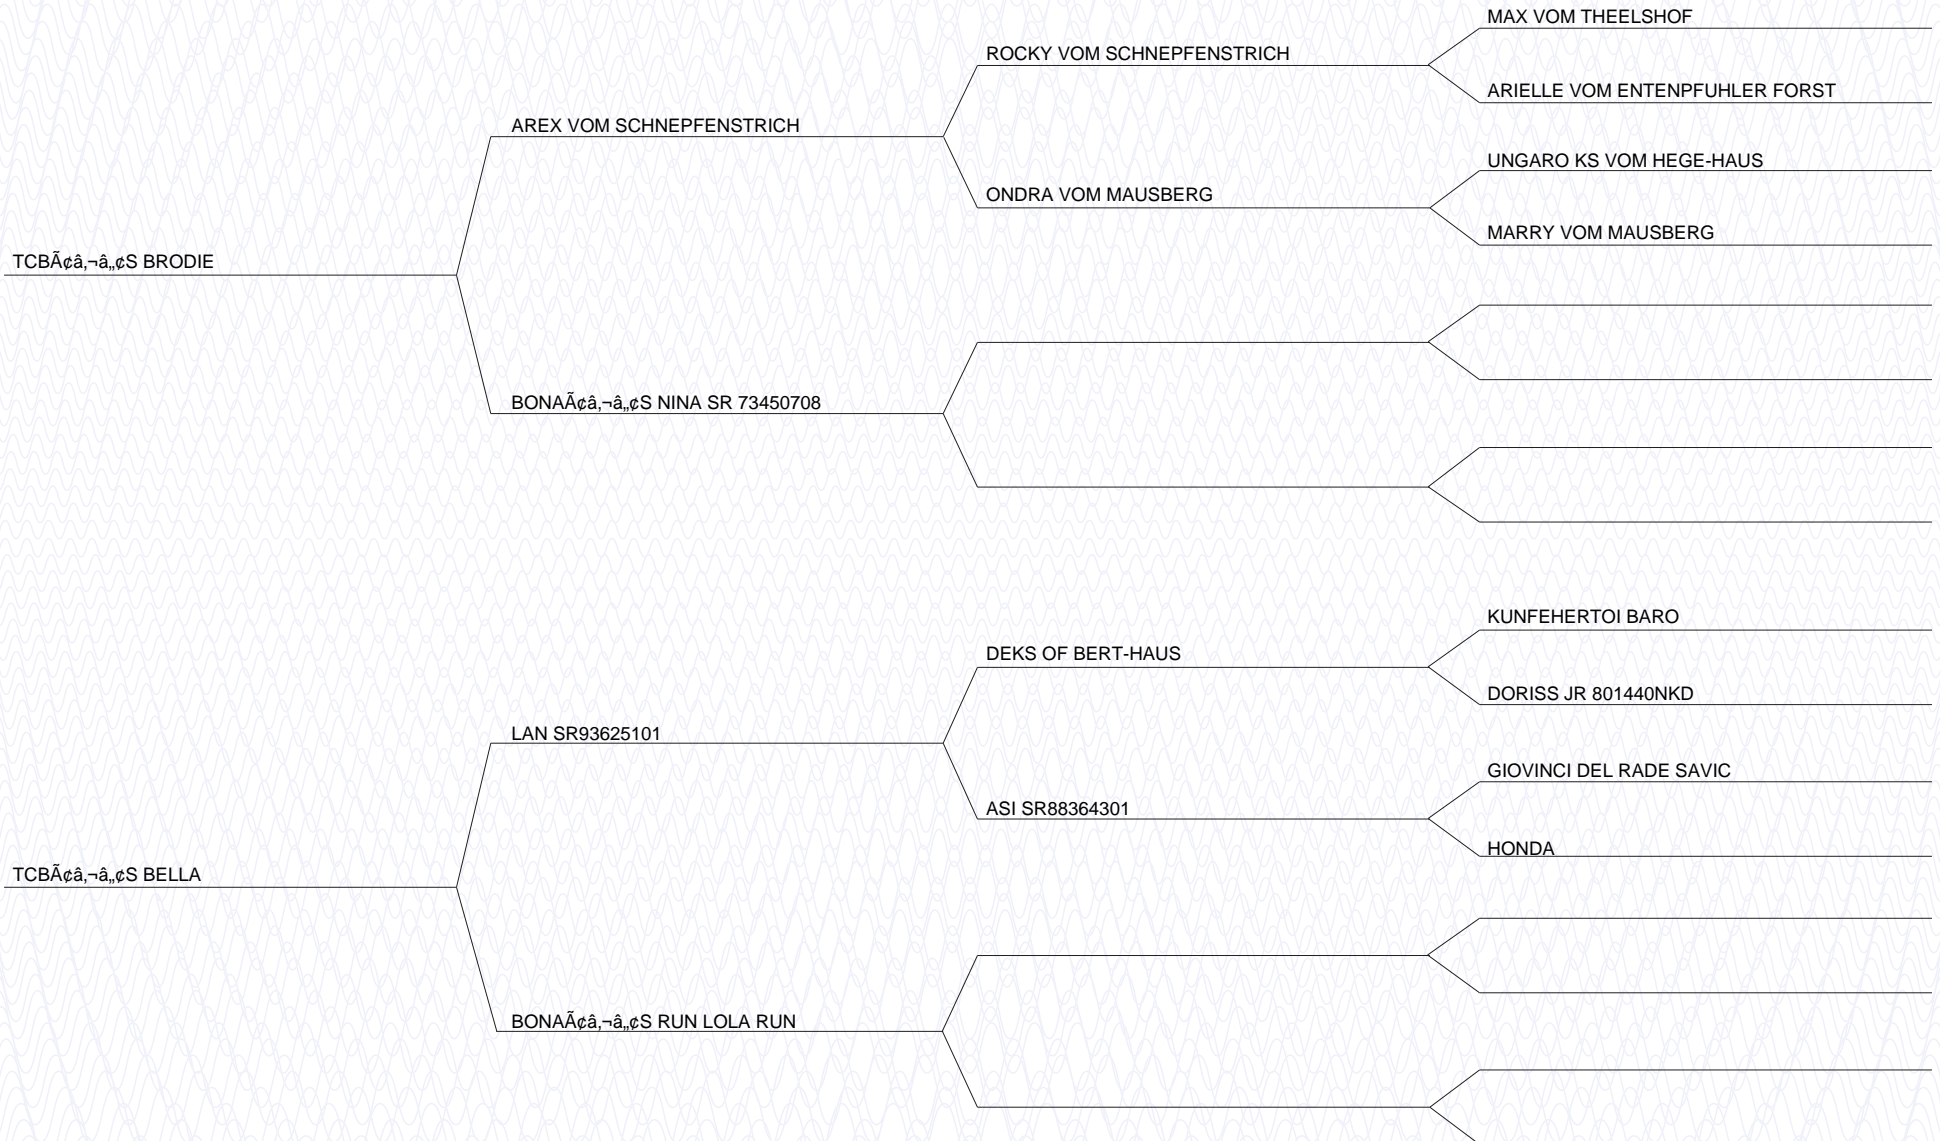 MAX VOM THEELSHOF
ROCKY VOM SCHNEPFENSTRICH
ARIELLE VOM ENTENPFUHLER FORST
AREX VOM SCHNEPFENSTRICH
UNGARO KS VOM HEGE-HAUS
ONDRA VOM MAUSBERG
MARRY VOM MAUSBERG
TCBÃ¢â‚¬â„¢S BRODIE
BONAÃ¢â‚¬â„¢S NINA SR 73450708
KUNFEHERTOI BARO
DEKS OF BERT-HAUS
DORISS JR 801440NKD
LAN SR93625101
GIOVINCI DEL RADE SAVIC
ASI SR88364301
HONDA
TCBÃ¢â‚¬â„¢S BELLA
BONAÃ¢â‚¬â„¢S RUN LOLA RUN